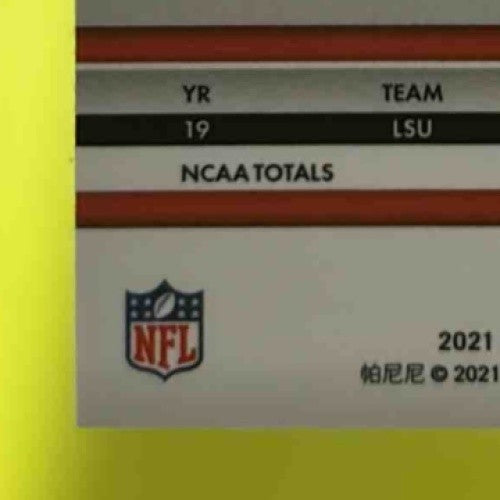 YR TEAM
19 LSU
NCAA TOTALS
NFL
2021
帕尼尼 © 2021